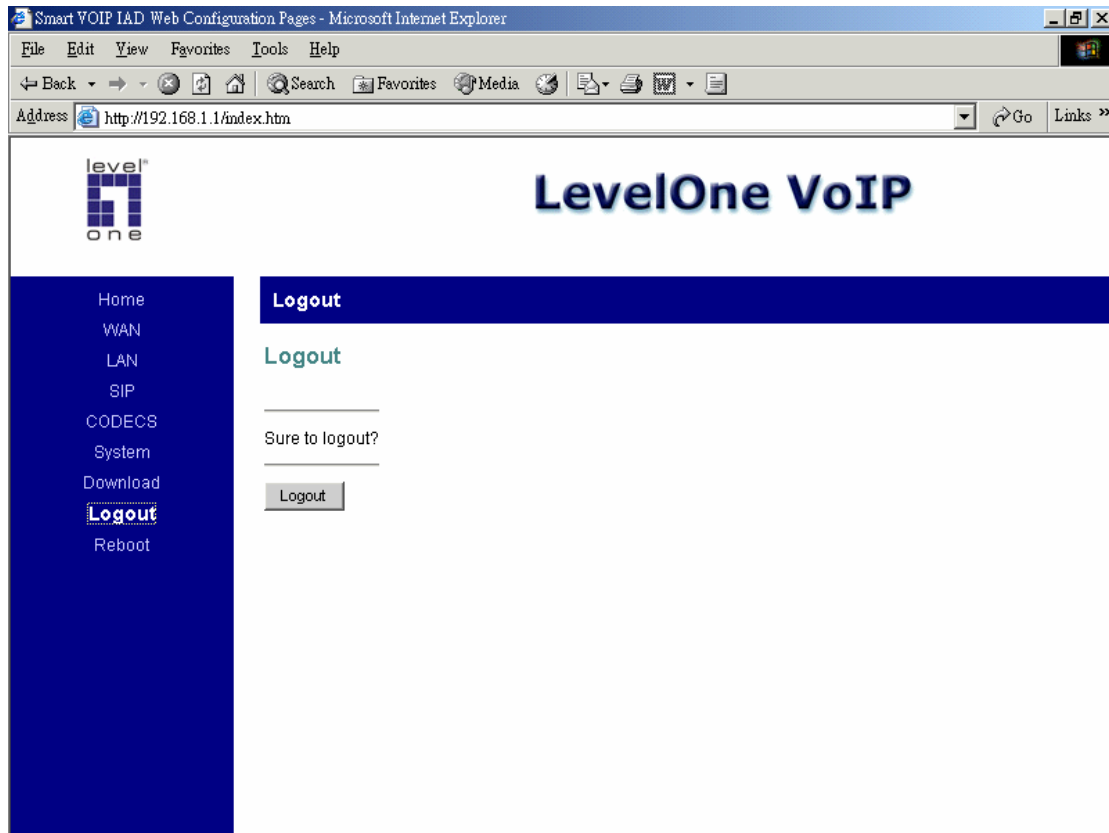 Smart VOIP IAD Web Configuration Pages - Microsoft Internet Explorer
File Edit View Favorites Tools Help
Back Search Favorites Media
Address http://192.168.1.1/index.htm Go Links »
level®
one
LevelOne VoIP
Home
WAN
LAN
SIP
CODECS
System
Download
Logout
Reboot
Logout
Logout
Sure to logout?
Logout